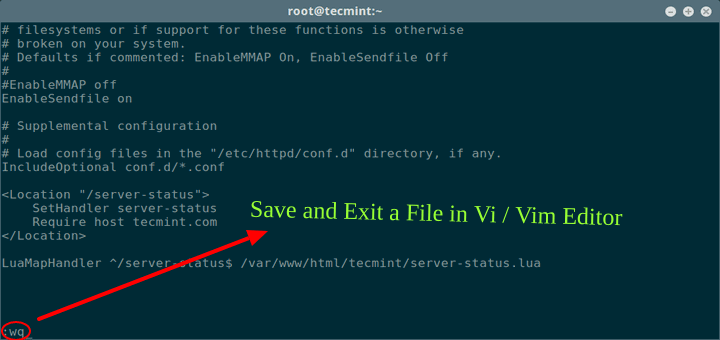 root@tecmint:~
# filesystems or if support for these functions is otherwise
# broken on your system.
# Defaults if commented: EnableMMAP On, EnableSendfile Off
#
#EnableMMAP off
EnableSendfile on
# Supplemental configuration
#
# Load config files in the "/etc/httpd/conf.d" directory, if any.
IncludeOptional conf.d/*.conf
<Location "/server-status">
    SetHandler server-status
    Require host tecmint.com
</Location>
Save and Exit a File in Vi / Vim Editor
LuaMapHandler ^/server-status$ /var/www/html/tecmint/server-status.lua
:wq